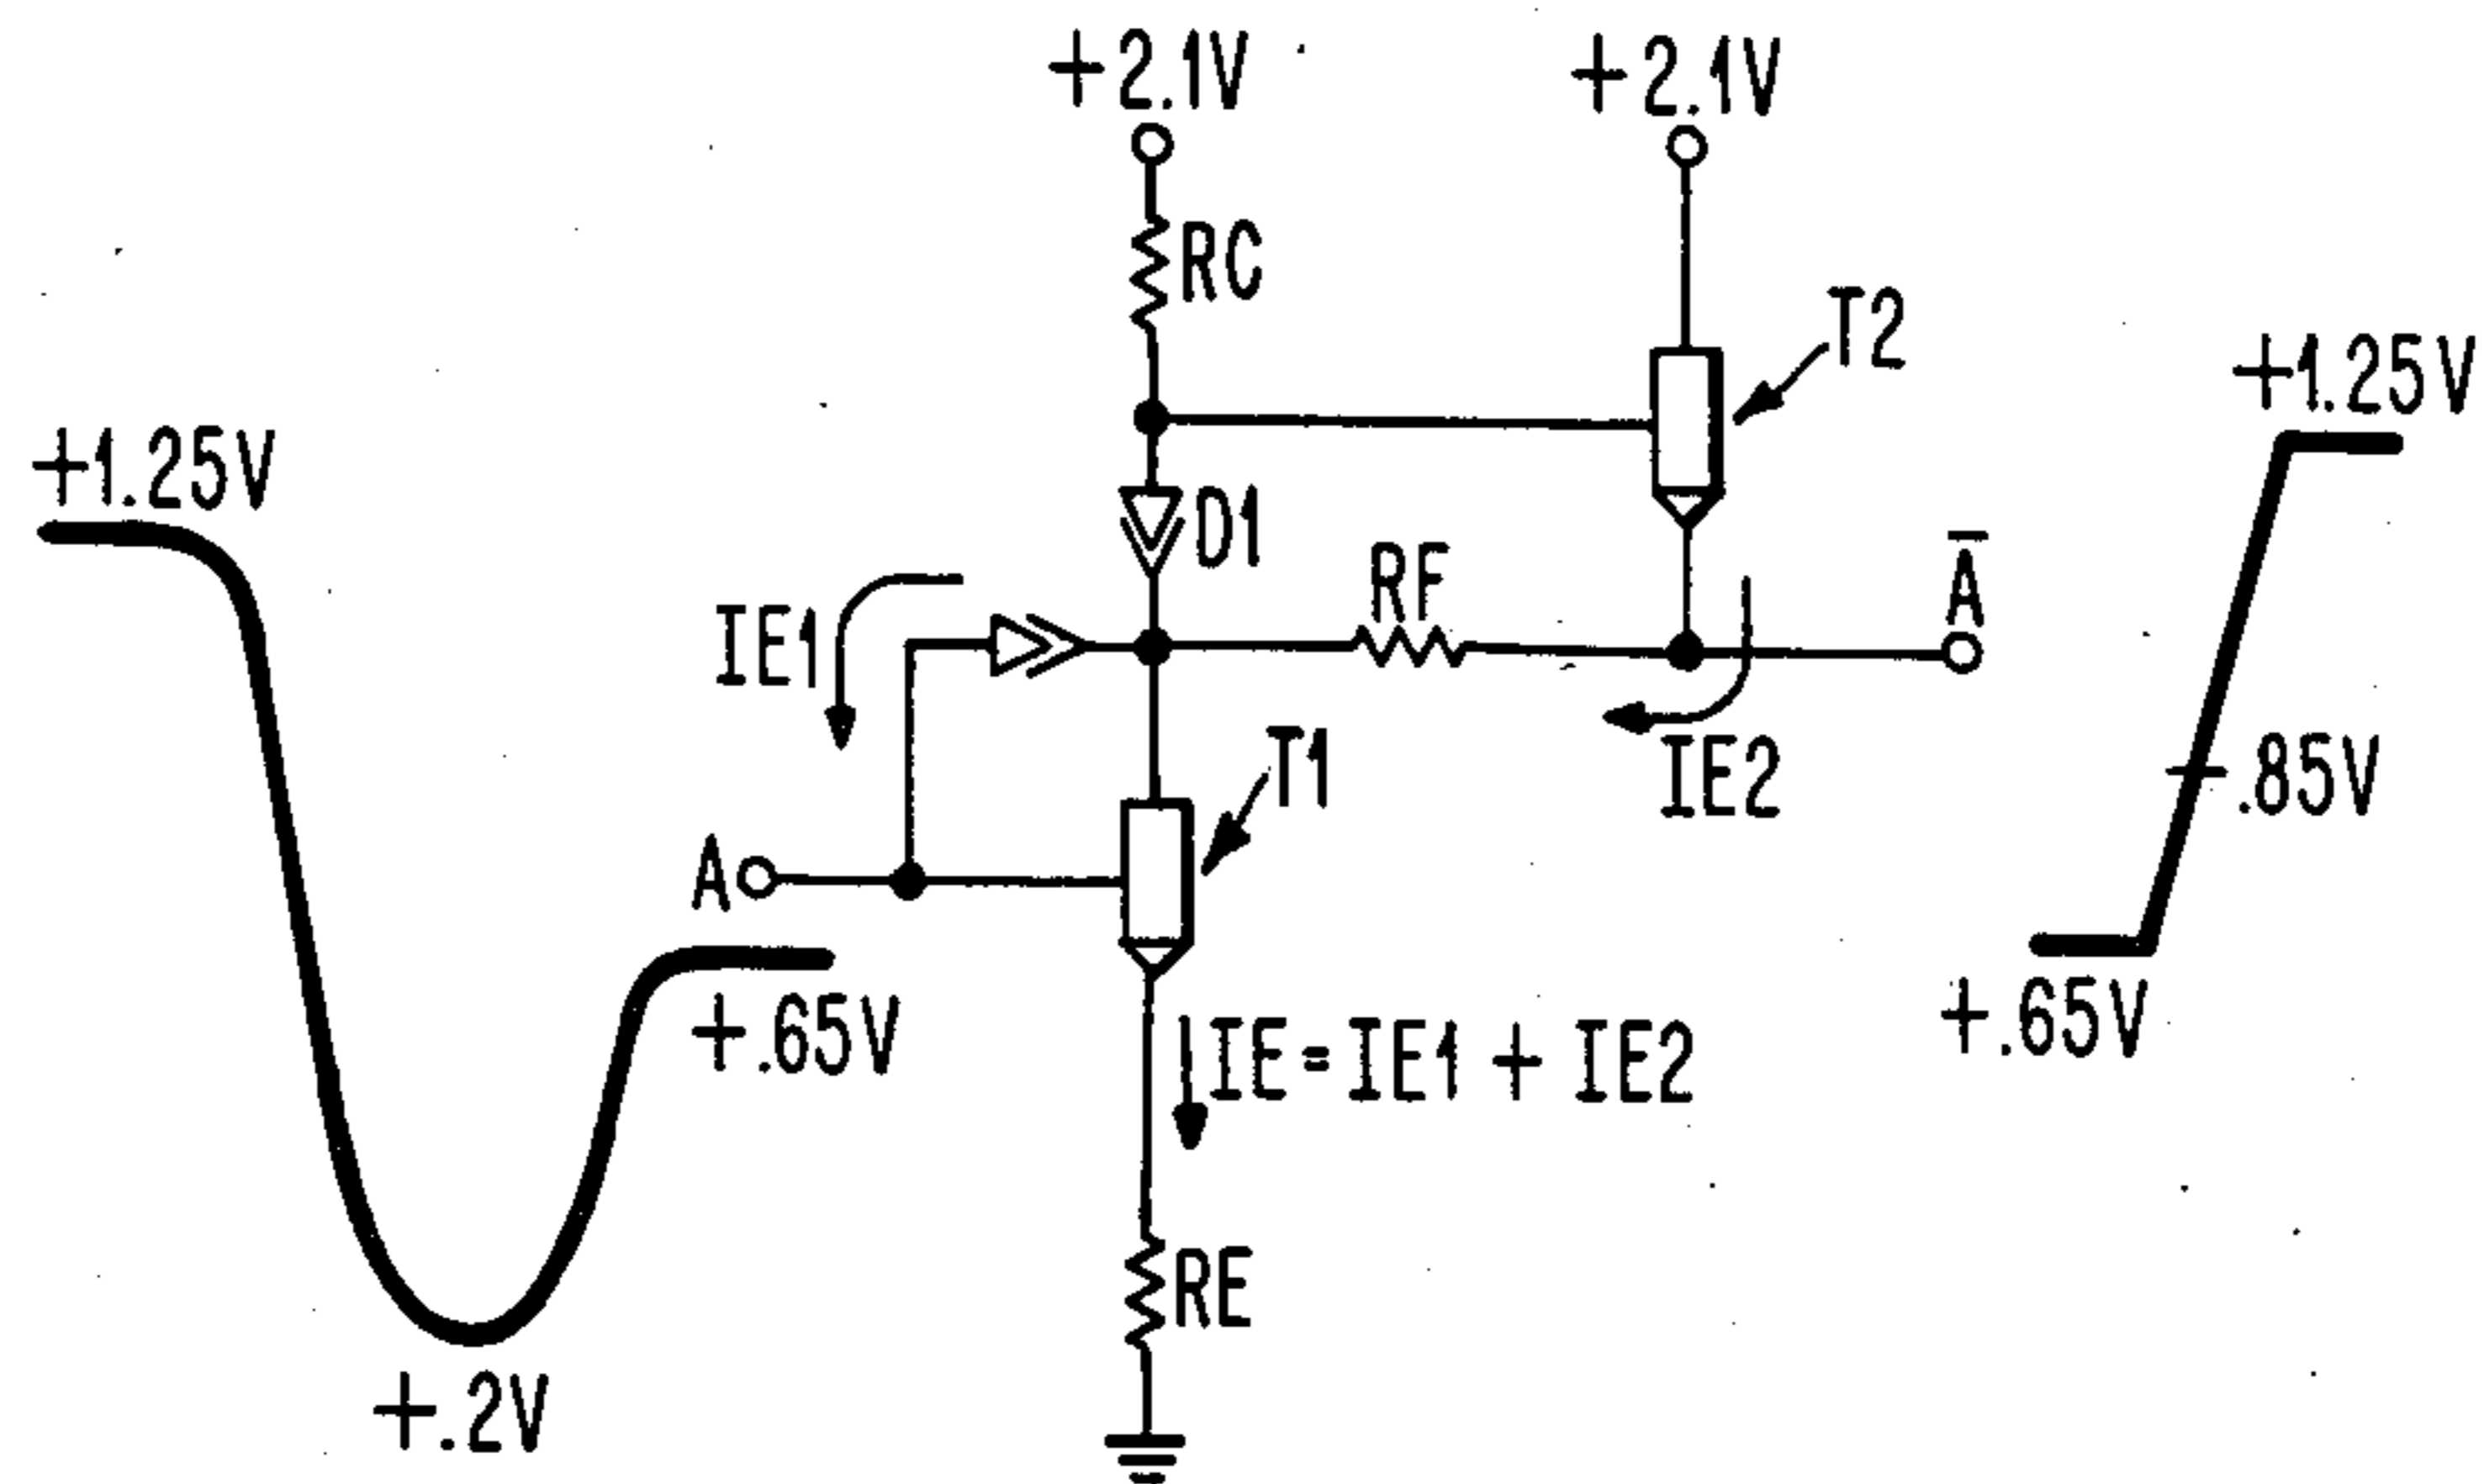 +2.1V
+2.1V
RC
T2
+1.25V
+1.25V
D1
RF
Ā
IE1
T1
IE2
.85V
A
+.65V
+.65V
IE = IE1 + IE2
RE
+.2V